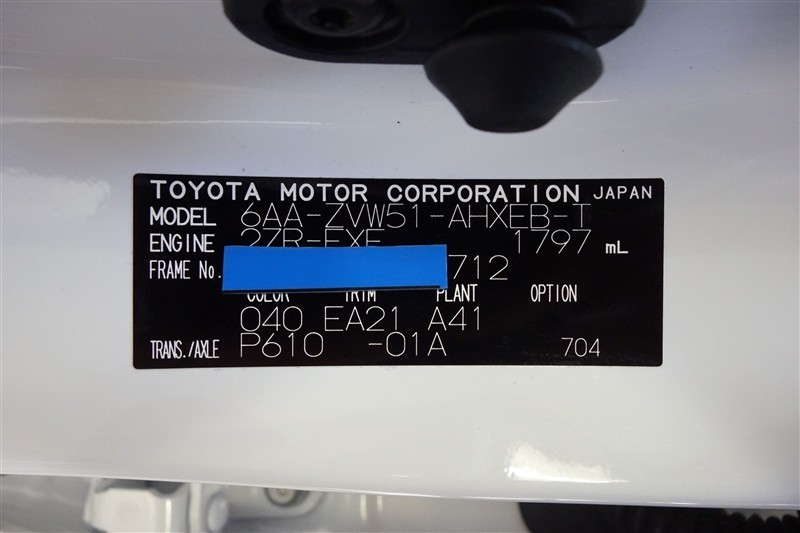 TOYOTA MOTOR CORPORATION JAPAN
MODEL 6AA-ZVW51-AHXEB-T
ENGINE 2ZR-FXE 1797 mL
FRAME No. 712
COLOR TRIM PLANT OPTION
040 EA21 A41
TRANS./AXLE P610 -01A 704